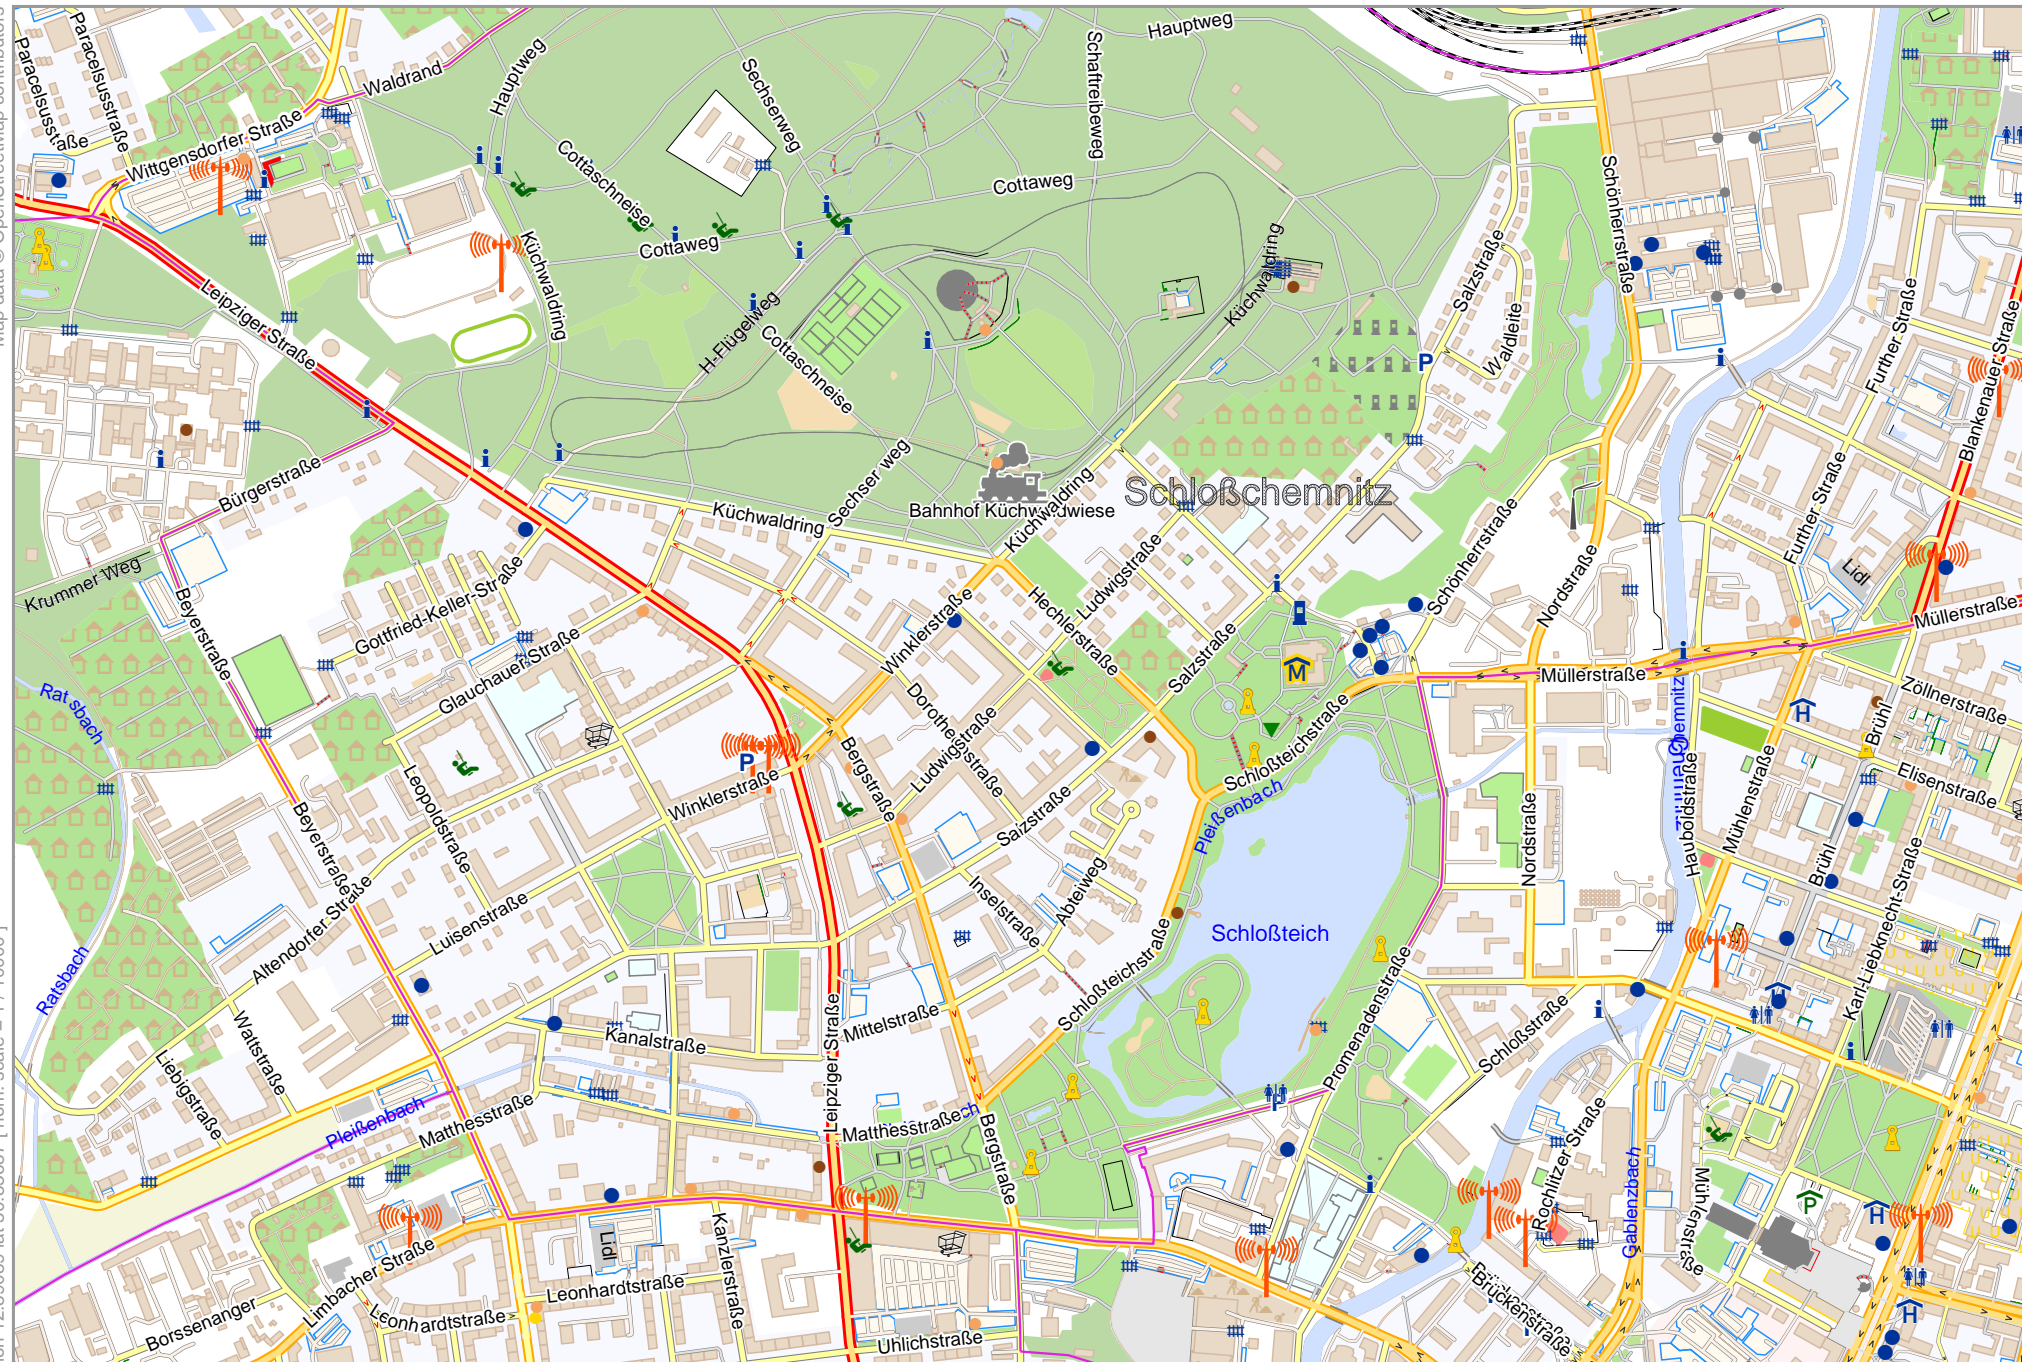 Hauptweg
Waldrand
Paracelsusstraße
Hauptweg
Sechserweg
Schaftreibeweg
Wittgensdorfer Straße
Cottaschneise
Cottaweg
Cottaweg
Küchwaldring
Küchwaldring
Salzstraße
Schönherrstraße
Waldleite
Leipziger Straße
H-Flügelweg
Cottaschneise
Further Straße
Blankenauer Straße
P
Bürgerstraße
Sechser weg
Küchwaldring
Küchwaldring
Bahnhof Küchwaldwiese
Schloßchemnitz
Further Straße
Lidl
Krummer Weg
Beyerstraße
Gottfried-Keller-Straße
Glauchauer Straße
Winklerstraße
Hechlerstraße
Ludwigstraße
Salzstraße
Schönherrstraße
Nordstraße
Müllerstraße
Müllerstraße
M
Ratsbach
Dorotheenstraße
Ludwigstraße
Bergstraße
P
Winklerstraße
Leopoldstraße
Beyerstraße
Salzstraße
Schloßteichstraße
Pleißenbach
Nordstraße
Chemnitz
Hauboldstraße
Mühlenstraße
H
Brühl
Zöllnerstraße
Elisenstraße
Brühl
Karl-Liebknecht-Straße
Altendorfer Straße
Luisenstraße
Inselstraße
Abteiweg
Schloßteich
Schloßteichstraße
Promenadenstraße
Ratsbach
Wattstraße
Liebigstraße
Kanalstraße
Leipziger Straße
Mittelstraße
Schloßstraße
Pleißenbach
Matthesstraße
Matthesstraße
Bergstraße
P
Rochlitzer Straße
Gablenzbach
Mühlenstraße
P
H
H
Limbacher Straße
Lidl
Kanzlerstraße
Leonhardtstraße
Leonhardtstraße
Borssenanger
Uhlichstraße
Brückenstraße